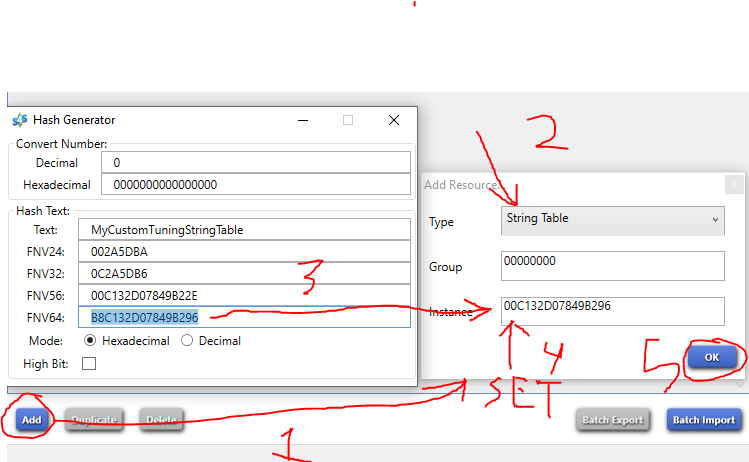 Hash Generator
Convert Number:
Decimal 0
Hexadecimal 0000000000000000
Hash Text:
Text: MyCustomTuningStringTable
FNV24: 002A5DBA
FNV32: 0C2A5DB6
FNV56: 00C132D07849B22E
FNV64: B8C132D07849B296
Mode: Hexadecimal Decimal
High Bit:
2
Add Resource...
Type String Table
Group 00000000
3
Instance 00C132D07849B296
4
SET
5
OK
Add Duplicate Delete
Batch Export Batch Import
1